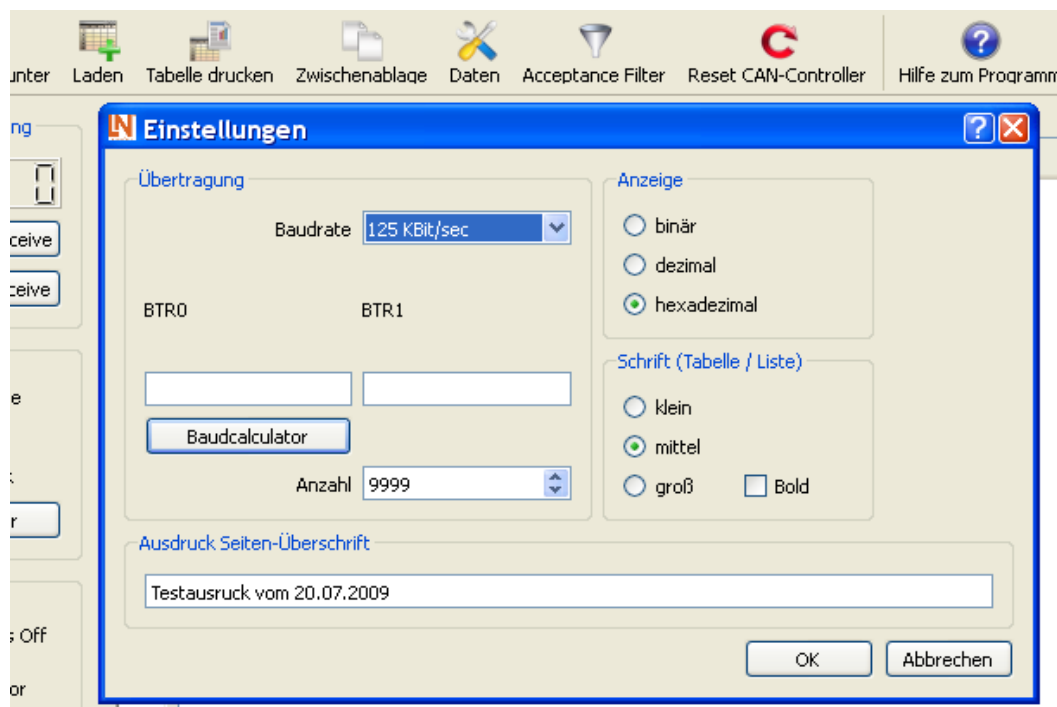 unter Laden Tabelle drucken Zwischenablage Daten Acceptance Filter Reset CAN-Controller Hilfe zum Programm
ng
Einstellungen
0
Übertragung
Anzeige
Baudrate 125 KBit/sec
binär
ceive
dezimal
ceive
BTR0 BTR1
hexadezimal
Schrift (Tabelle / Liste)
e
klein
Baudcalculator
mittel
Anzahl 9999
groß Bold
r
Ausdruck Seiten-Überschrift
Testausruck vom 20.07.2009
s Off
OK Abbrechen
or